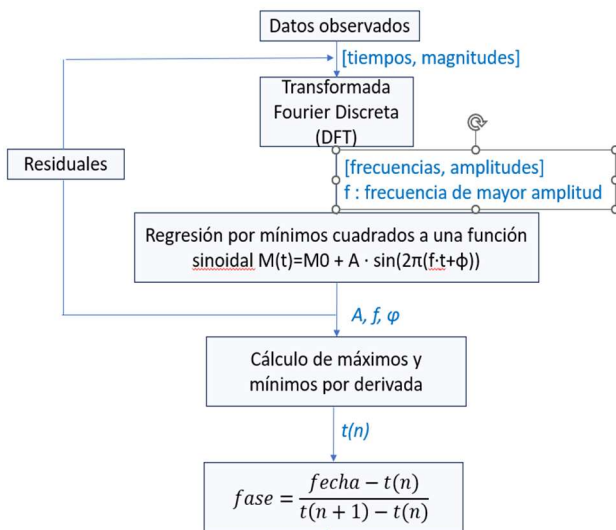 Datos observados
[tiempos, magnitudes]
Transformada
Fourier Discreta
(DFT)
Residuales
[frecuencias, amplitudes]
f : frecuencia de mayor amplitud
Regresión por mínimos cuadrados a una función
sinoidal M(t)=M0 + A · sin(2π(f·t+ϕ))
A, f, φ
Cálculo de máximos y
mínimos por derivada
t(n)
fase = (fecha − t(n)) / (t(n + 1) − t(n))